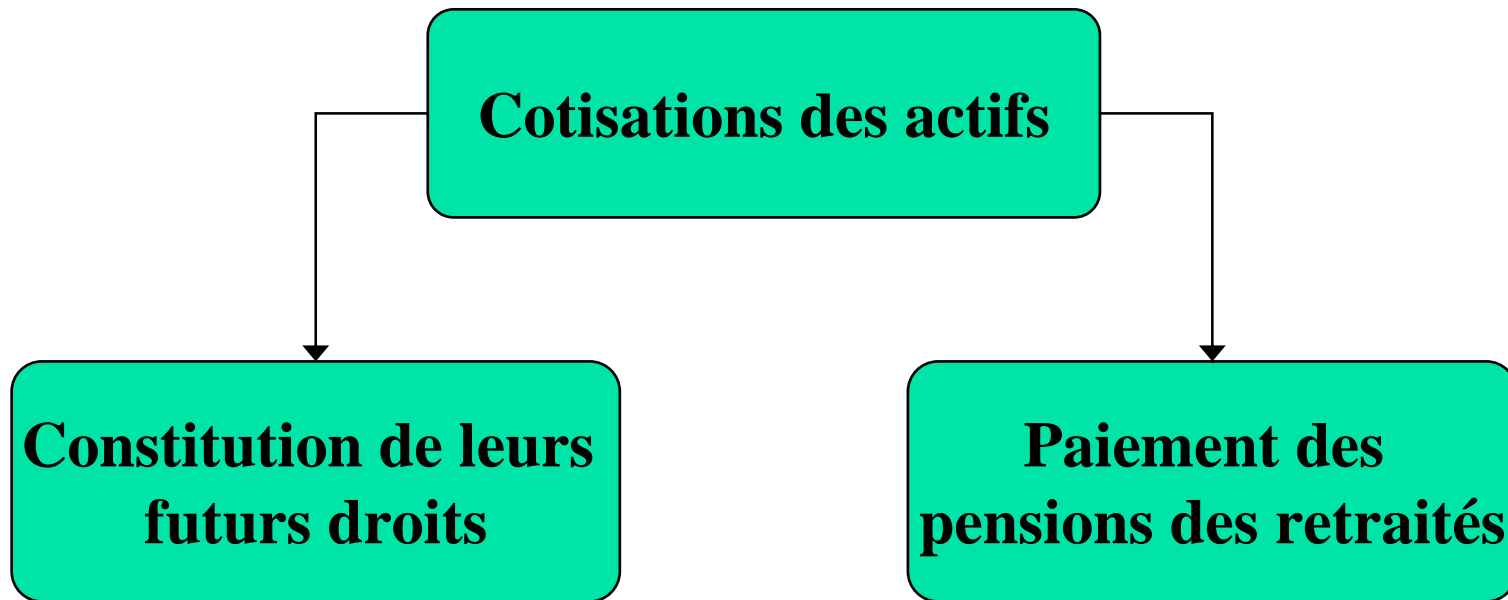 Cotisations des actifs
Constitution de leurs
futurs droits
Paiement des
pensions des retraités